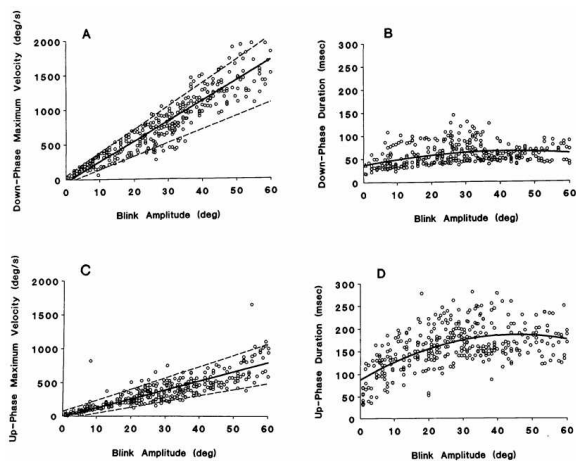 A
Down-Phase Maximum Velocity (deg/s)
2000
1500
1000
500
0
0 10 20 30 40 50 60
Blink Amplitude (deg)
B
Down-Phase Duration (msec)
300
250
200
150
100
50
0
0 10 20 30 40 50 60
Blink Amplitude (deg)
C
Up-Phase Maximum Velocity (deg/s)
2000
1500
1000
500
0
0 10 20 30 40 50 60
Blink Amplitude (deg)
D
Up-Phase Duration (msec)
300
250
200
150
100
50
0
0 10 20 30 40 50 60
Blink Amplitude (deg)